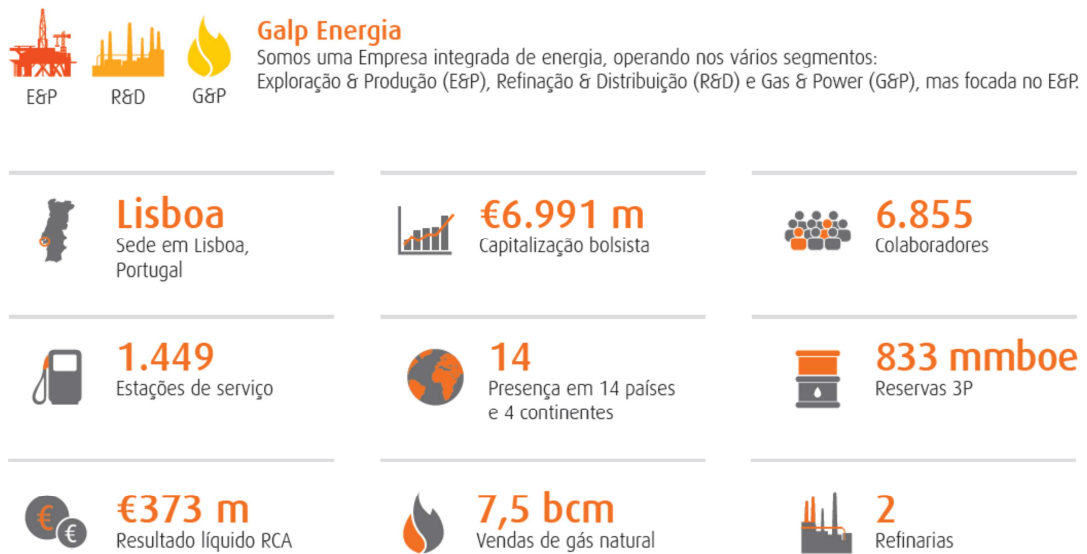 Galp Energia
Somos uma Empresa integrada de energia, operando nos vários segmentos:
Exploração & Produção (E&P), Refinação & Distribuição (R&D) e Gas & Power (G&P), mas focada no E&P.
E&P
R&D
G&P
Lisboa
Sede em Lisboa,
Portugal
€6.991 m
Capitalização bolsista
6.855
Colaboradores
1.449
Estações de serviço
14
Presença em 14 países
e 4 continentes
833 mmboe
Reservas 3P
€ €
€373 m
Resultado líquido RCA
7,5 bcm
Vendas de gás natural
2
Refinarias